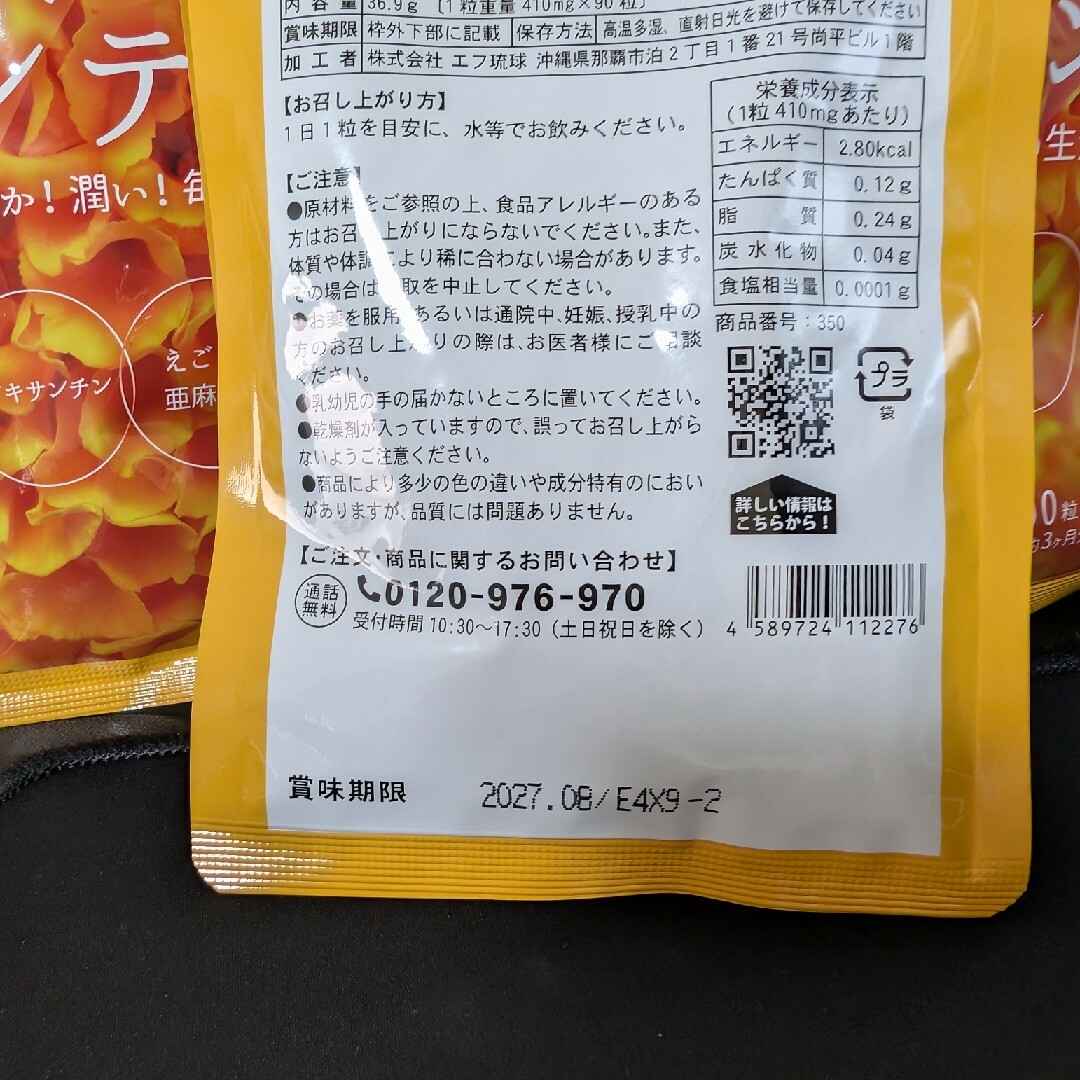 内容量 36.9g [1粒重量 410mg×90粒]
賞味期限 枠外下部に記載 保存方法 高温多湿、直射日光を避けて保存してください
加工者 株式会社 エフ琉球 沖縄県那覇市泊2丁目1番21号尚平ビル1階
【お召し上がり方】
1日1粒を目安に、水等でお飲みください。
【ご注意】
●原材料をご参照の上、食品アレルギーのある
方はお召し上がりにならないでください。また、
体質や体調により稀に合わない場合があります。
その場合は摂取を中止してください。
●お薬を服用あるいは通院中、妊娠、授乳中の
方のお召し上がりの際は、お医者様にご相談
ください。
●乳幼児の手の届かないところに置いてください。
●乾燥剤が入っていますので、誤ってお召し上がら
ないようご注意ください。
●商品により多少の色の違いや成分特有のにおい
がありますが、品質には問題ありません。
【ご注文・商品に関するお問い合わせ】
通話
無料
0120-976-970
受付時間 10:30～17:30（土日祝日を除く）
栄養成分表示
（1粒 410mgあたり）
エネルギー 2.80kcal
たんぱく質 0.12g
脂質 0.24g
炭水化物 0.04g
食塩相当量 0.0001g
商品番号：350
プラ
袋
詳しい情報は
こちらから！
4 589724 112276
賞味期限 2027.08/E4X9-2
ンテ
か！潤い！毎
キサンチン
えご
亜麻
生
0粒
3ヶ月分